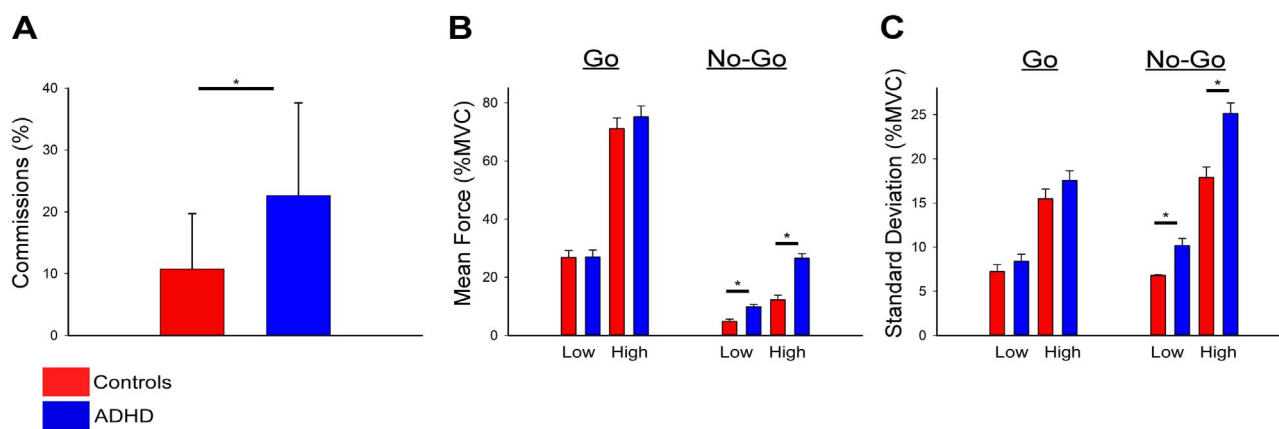 A
Commissions (%)
40
30
20
10
0
*
Controls
ADHD
B
Go
No-Go
Mean Force (%MVC)
80
60
40
20
0
*
*
Low
High
Low
High
C
Go
No-Go
Standard Deviation (%MVC)
25
20
15
10
5
0
*
*
Low
High
Low
High